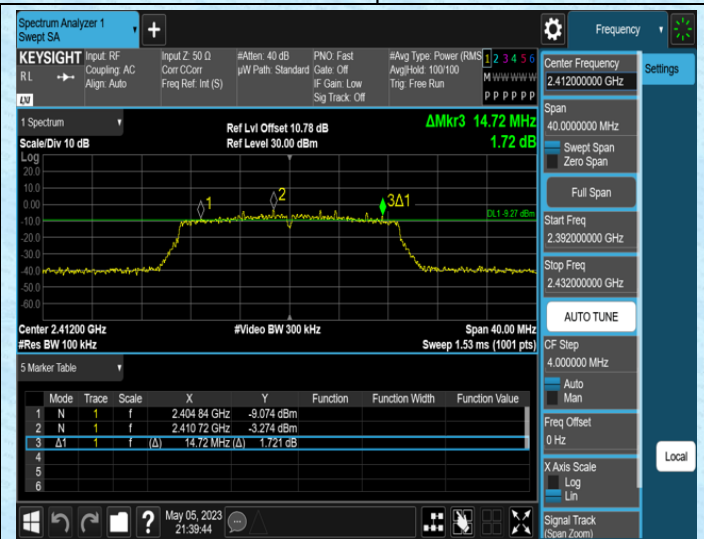 Spectrum Analyzer 1
Swept SA
+
Frequency
KEYSIGHT
RL
LXI
Input: RF
Coupling: AC
Align: Auto
Input Z: 50 Ω
Corr CCorr
Freq Ref: Int (S)
#Atten: 40 dB
µW Path: Standard
PNO: Fast
Gate: Off
IF Gain: Low
Sig Track: Off
#Avg Type: Power (RMS
Avg|Hold: 100/100
Trig: Free Run
1 2 3 4 5 6
M W W W W W
P P P P P P
1 Spectrum
Scale/Div 10 dB
Ref Lvl Offset 10.78 dB
Ref Level 30.00 dBm
ΔMkr3 14.72 MHz
1.72 dB
Log
20.0
10.0
0.00
-10.0
-20.0
-30.0
-40.0
-50.0
-60.0
1
2
3Δ1
DL1 -9.27 dBm
Center 2.41200 GHz
#Res BW 100 kHz
#Video BW 300 kHz
Span 40.00 MHz
Sweep 1.53 ms (1001 pts)
5 Marker Table
Mode Trace Scale X Y Function Function Width Function Value
1 N 1 f 2.404 84 GHz -9.074 dBm
2 N 1 f 2.410 72 GHz -3.274 dBm
3 Δ1 1 f (Δ) 14.72 MHz (Δ) 1.721 dB
4
5
6
?
May 05, 2023
21:39:44
Center Frequency
2.412000000 GHz
Settings
Span
40.0000000 MHz
Swept Span
Zero Span
Full Span
Start Freq
2.392000000 GHz
Stop Freq
2.432000000 GHz
AUTO TUNE
CF Step
4.000000 MHz
Auto
Man
Freq Offset
0 Hz
X Axis Scale
Log
Lin
Local
Signal Track
(Span Zoom)